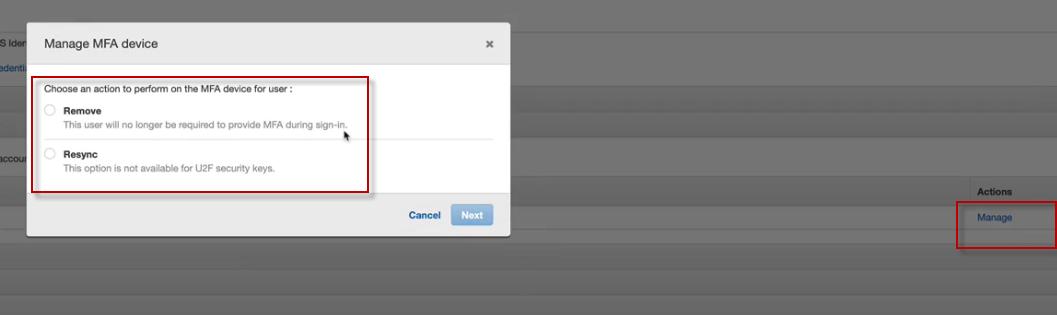 Manage MFA device
×
S Iden
edentia
Choose an action to perform on the MFA device for user :
Remove
This user will no longer be required to provide MFA during sign-in.
accoun
Resync
This option is not available for U2F security keys.
Actions
Cancel
Next
Manage